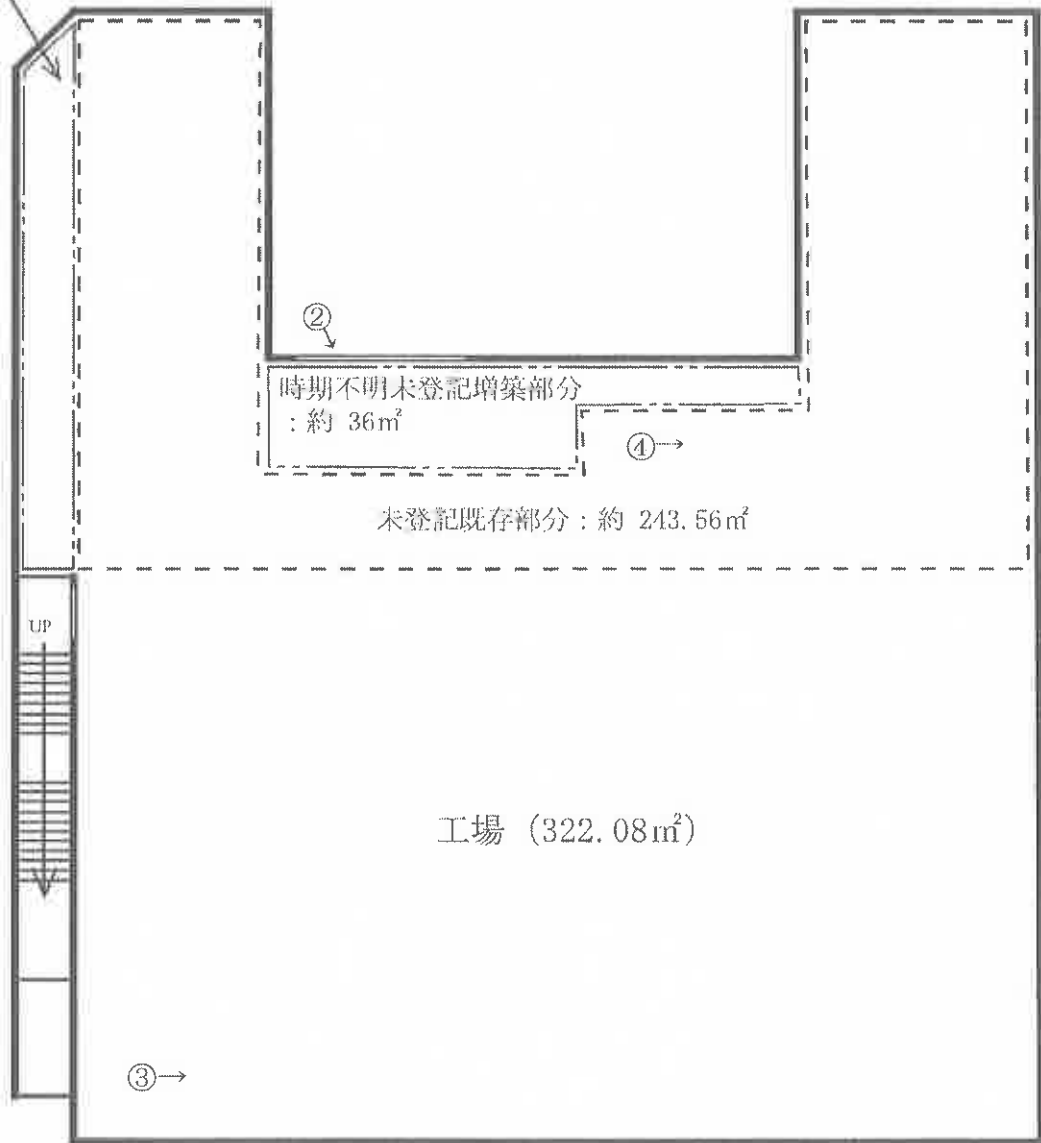 ②
時期不明未登記増築部分
：約 36㎡
④→
未登記既存部分：約 243.56㎡
UP
工場（322.08㎡）
③→